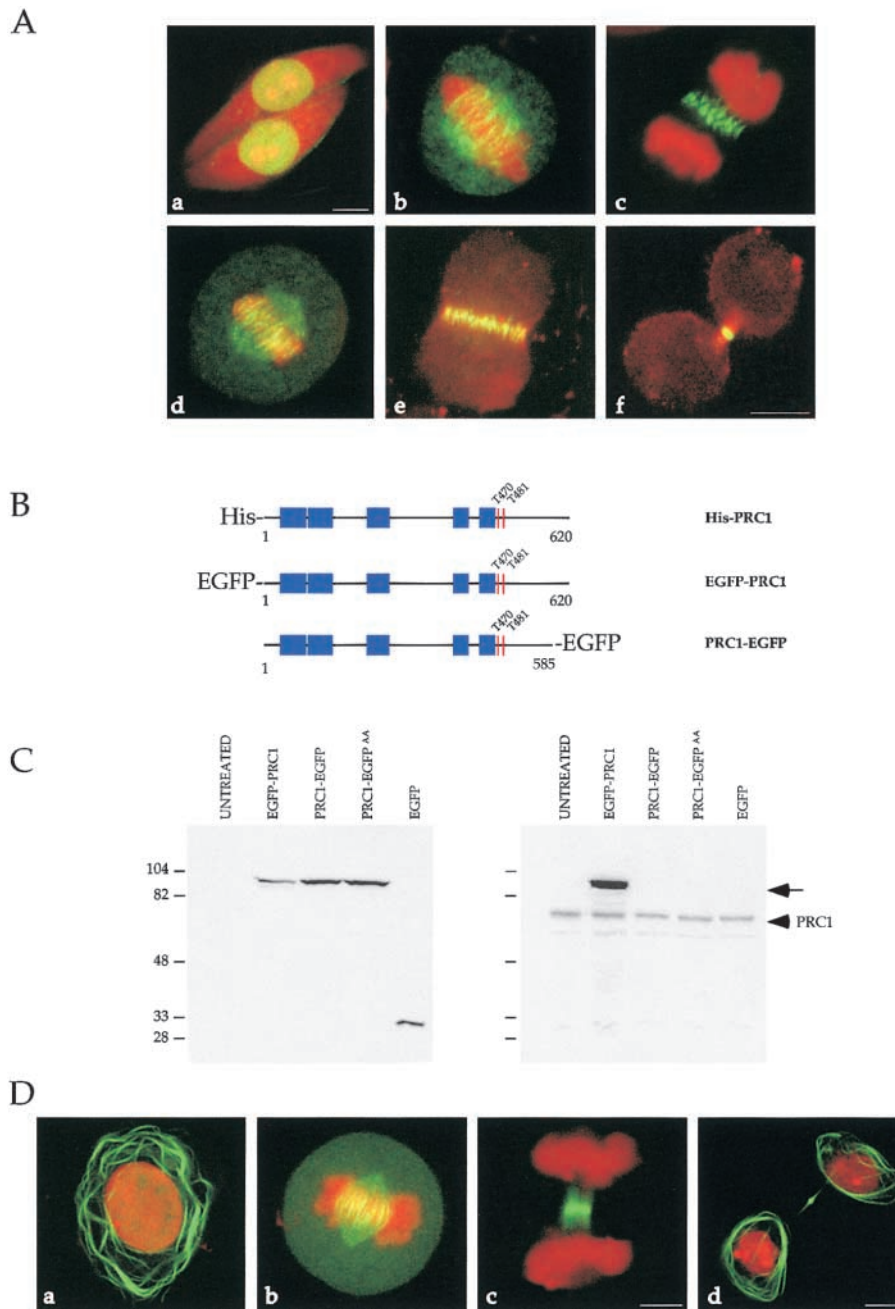 A
a b c
d e f
B
His- 1 T470 T481 620 His-PRC1
EGFP- 1 T470 T481 620 EGFP-PRC1
1 T470 T481 585 -EGFP PRC1-EGFP
C
UNTREATED EGFP-PRC1 PRC1-EGFP PRC1-EGFP AA EGFP UNTREATED EGFP-PRC1 PRC1-EGFP PRC1-EGFP AA EGFP
104
82
PRC1
48
33
28
D
a b c d